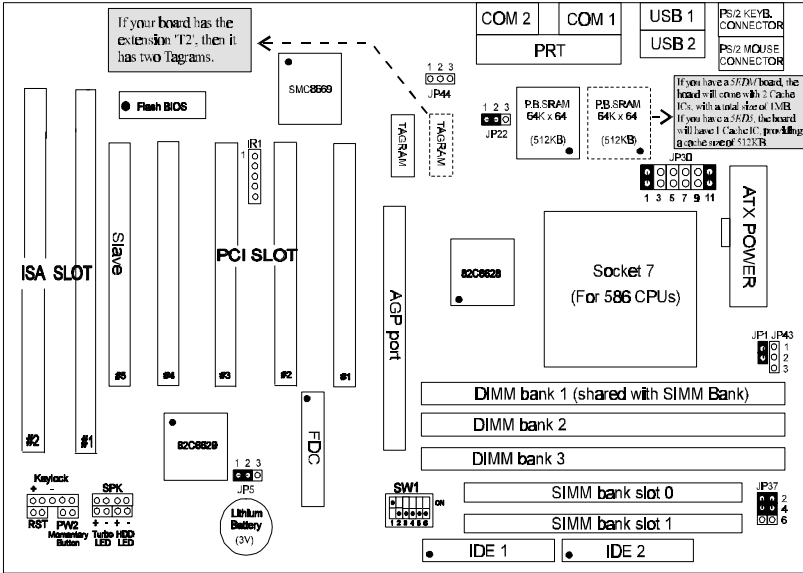 If your board has the
extension 'T2', then it
has two Tagrams.
COM 2
COM 1
PRT
USB 1
USB 2
PS/2 KEYB.
CONNECTOR
PS/2 MOUSE
CONNECTOR
SMC8669
Flash BIOS
1 2 3
JP44
1 2 3
JP22
P.B.SRAM
64K x 64
(512KB)
P.B.SRAM
64K x 64
(512KB)
If you have a 5EDM board, the
board will come with 2 Cache
ICs, with a total size of 1MB.
If you have a 5ED5, the board
will have 1 Cache IC, providing
a cache size of 512KB.
TAGRAM
TAGRAM
IR1
1
JP30
1 3 5 7 9 11
ATX POWER
ISA SLOT
Slave
PCI SLOT
AGP port
82C8628
Socket 7
(For 586 CPUs)
JP1
JP43
1
2
3
#2
#1
#5
#4
#3
#2
#1
DIMM bank 1 (shared with SIMM Bank)
DIMM bank 2
DIMM bank 3
82C8629
FDC
1 2 3
JP5
Lithium
Battery
(3V)
Keylock
+ -
RST
PW2
Momentary
Button
SPK
+ - + -
Turbo
LED
HDD
LED
SW1
ON
1 2 3 4 5 6
SIMM bank slot 0
SIMM bank slot 1
JP37
2
4
6
IDE 1
IDE 2